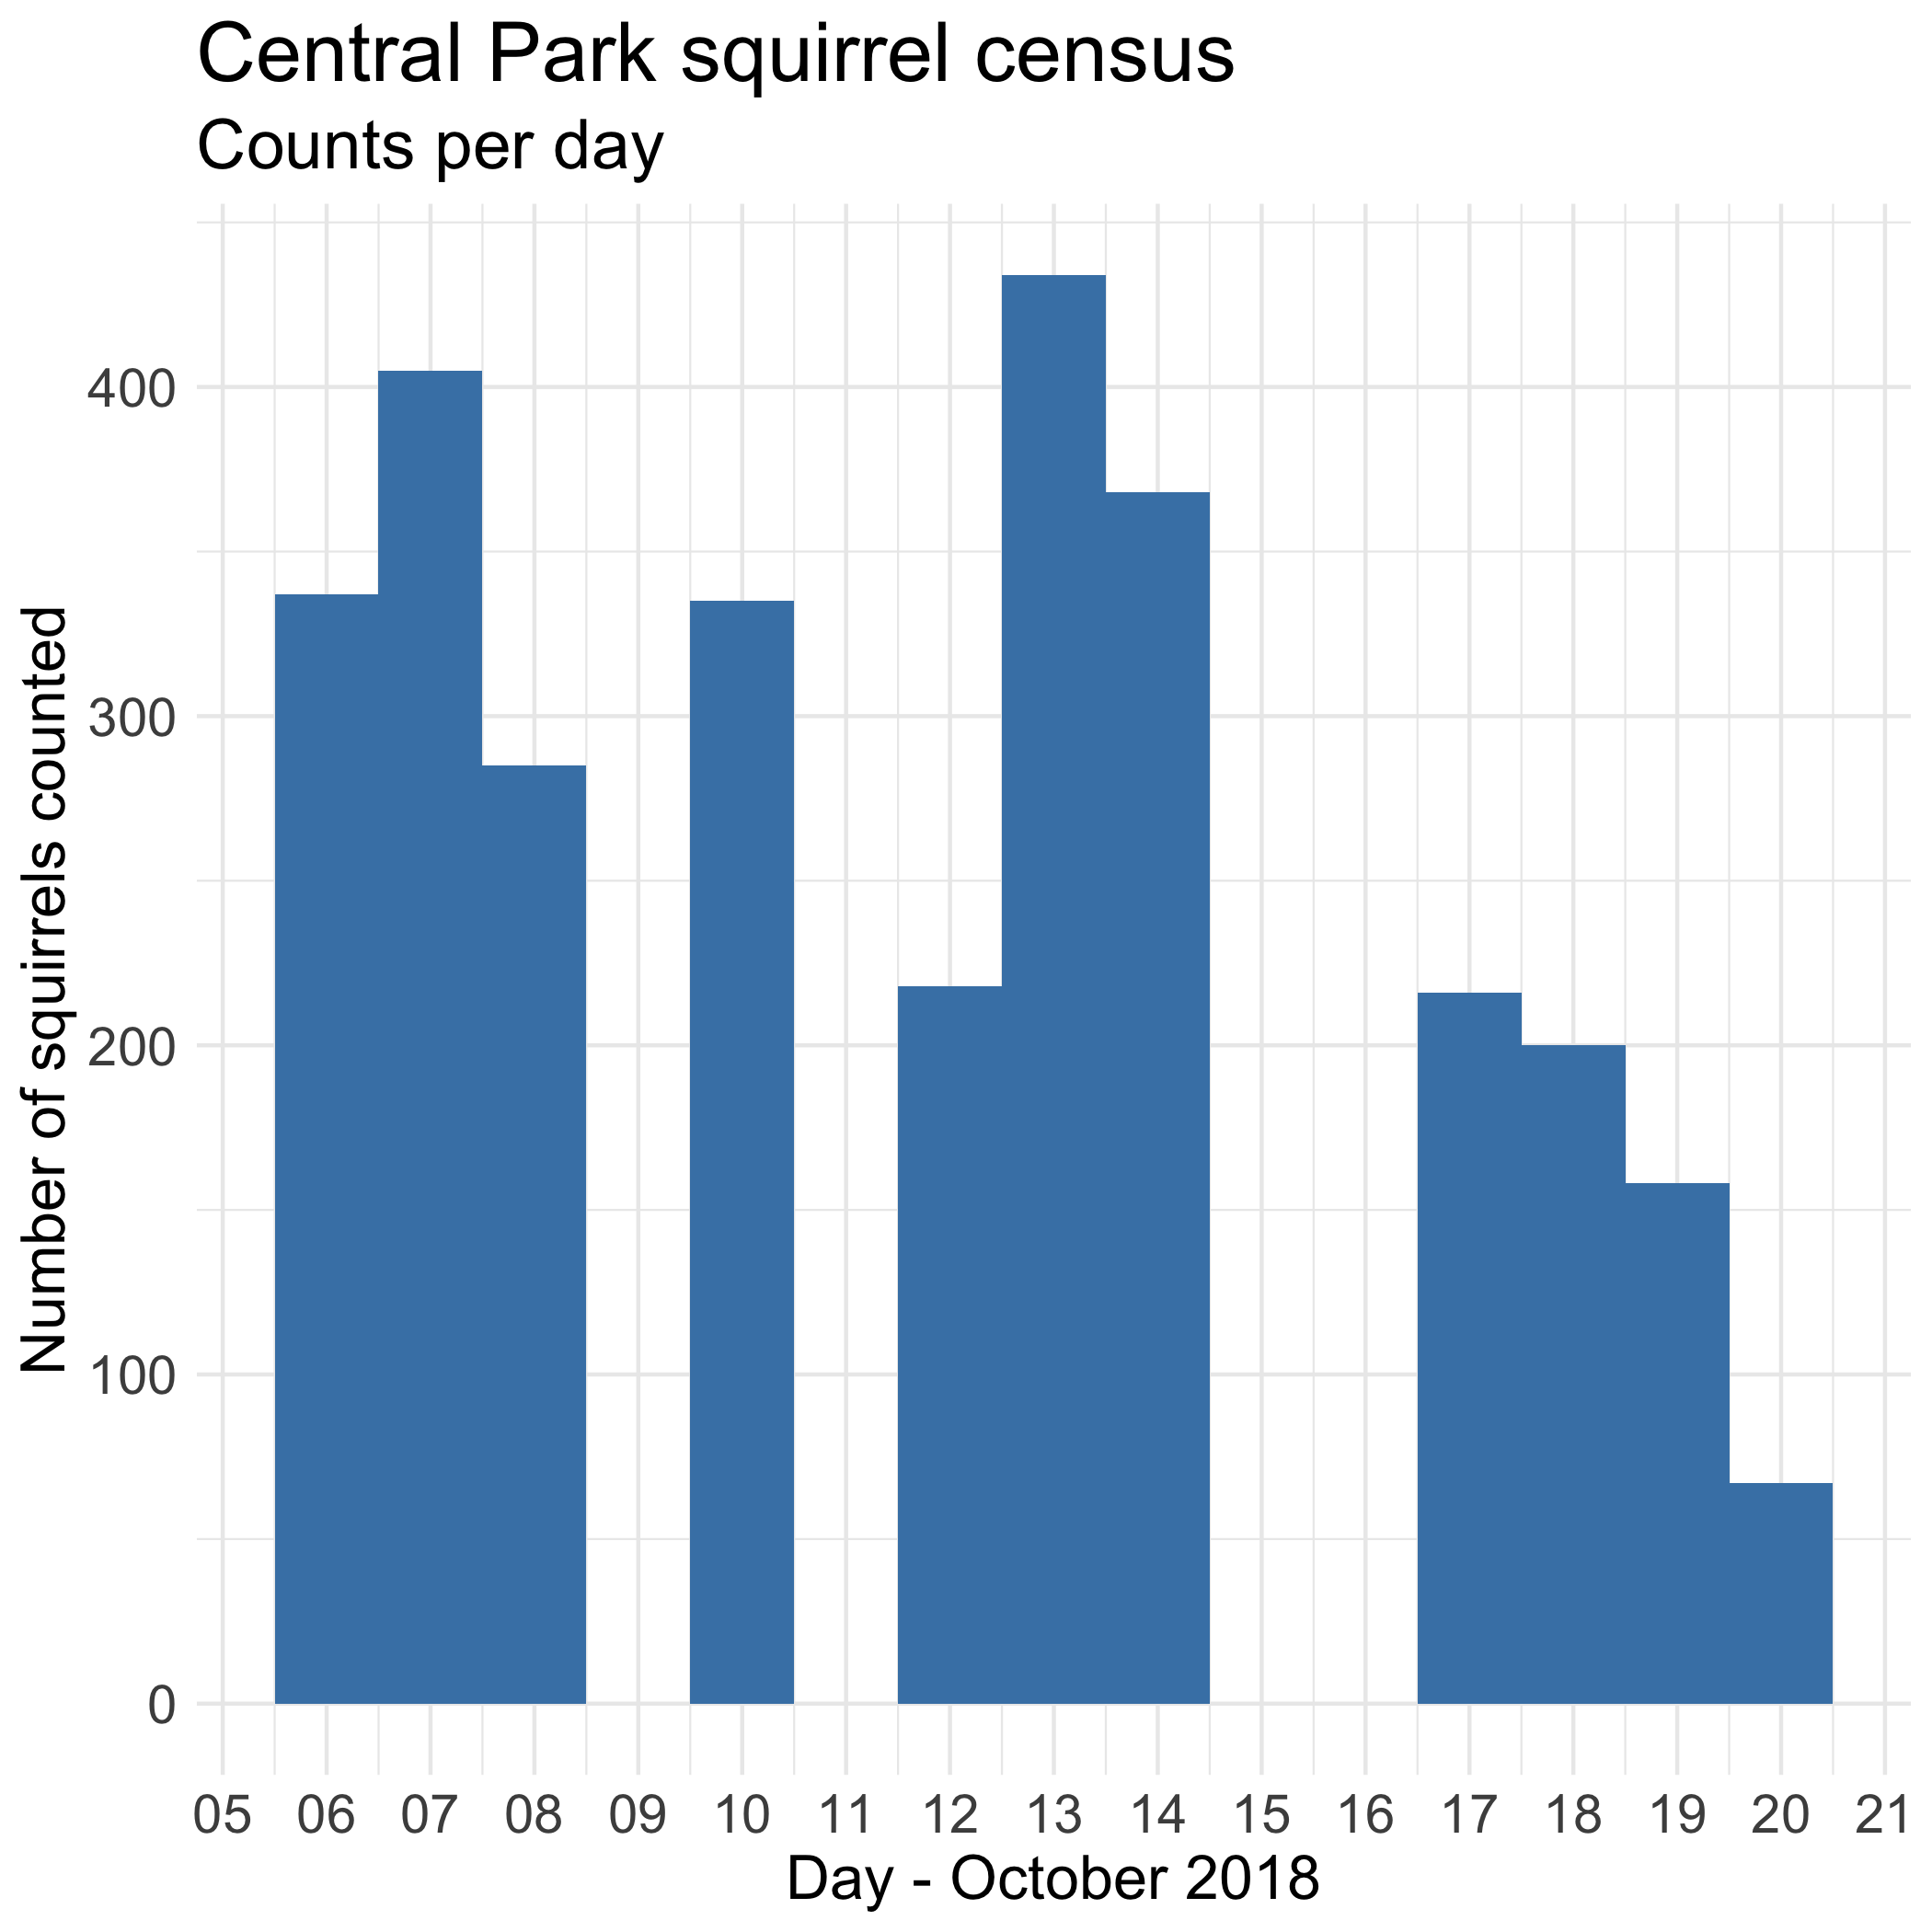 Central Park squirrel census
Counts per day
Number of squirrels counted
400
300
200
100
0
05 06 07 08 09 10 11 12 13 14 15 16 17 18 19 20 21
Day - October 2018